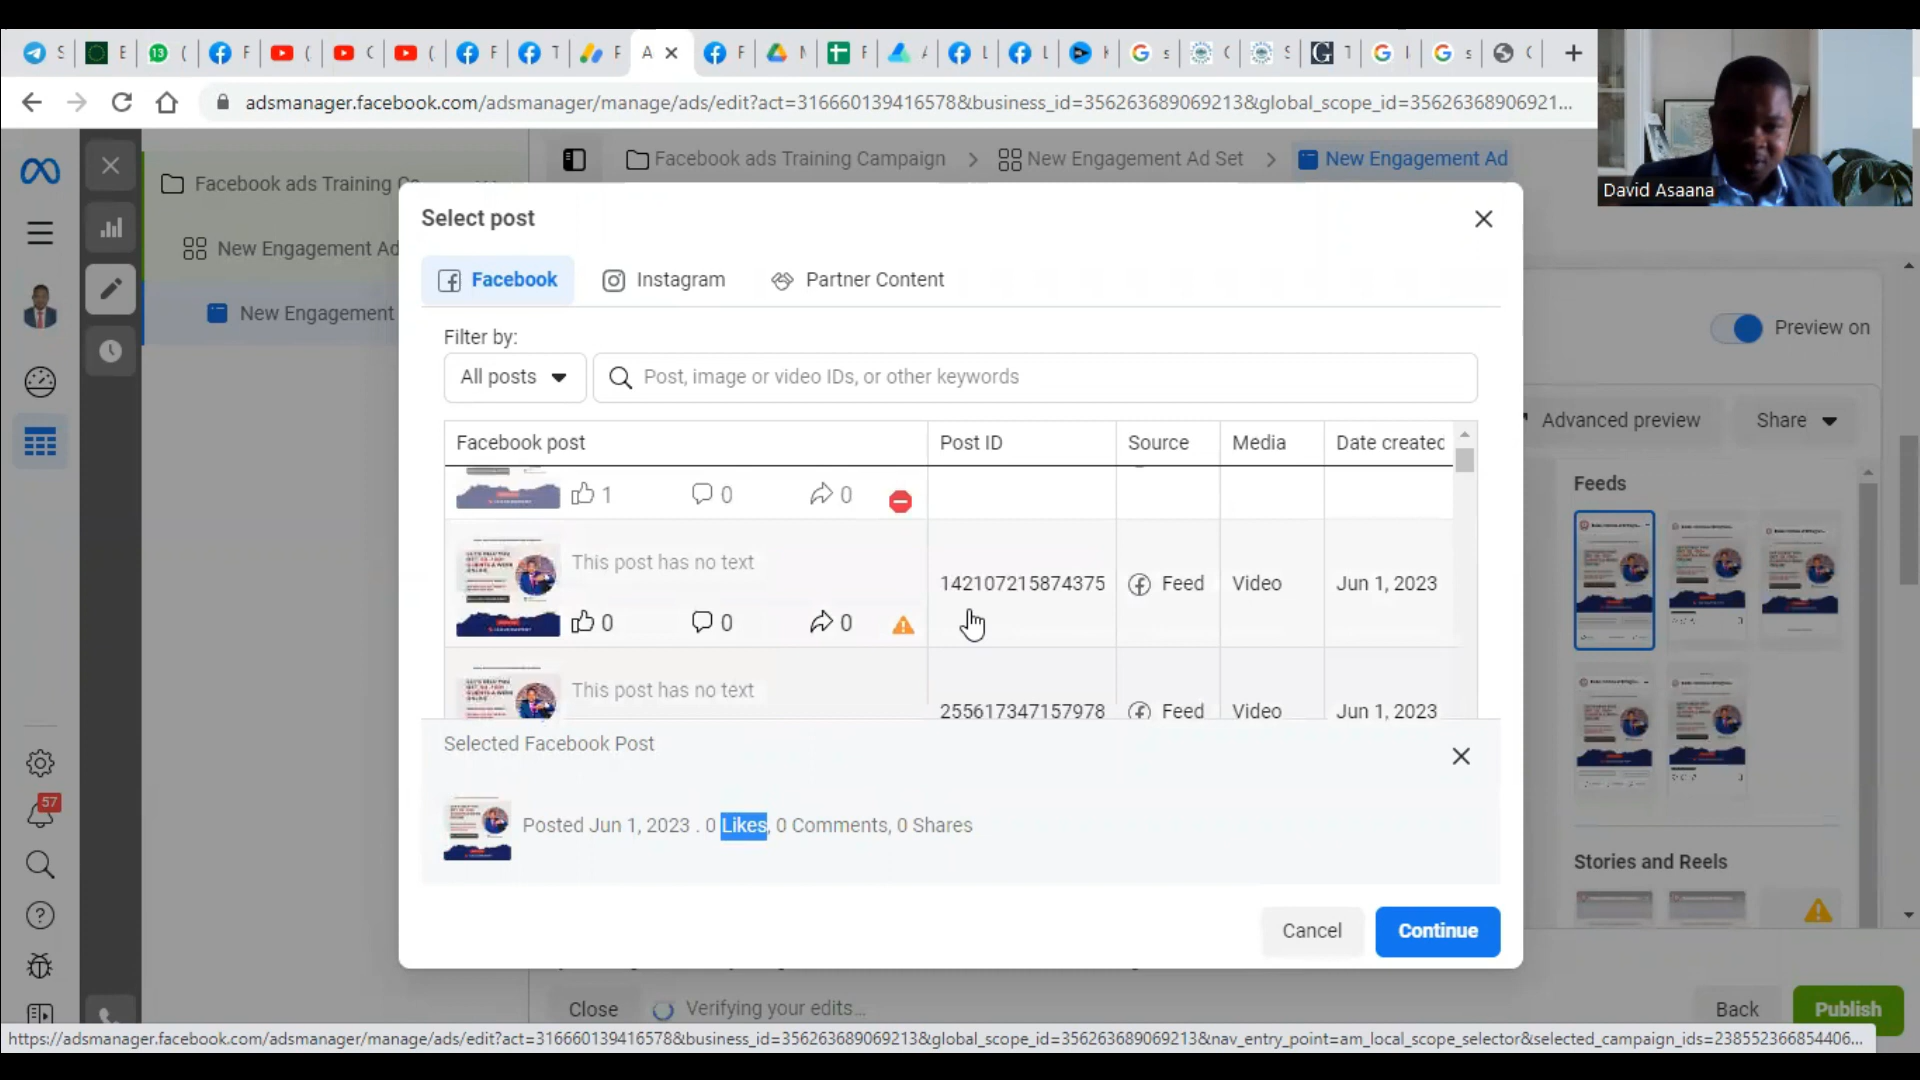 S
E
13
(
F
(
C
(
F
T
F
A
F
M
F
A
L
L
K
s
(
S
T
I
s
(
adsmanager.facebook.com/adsmanager/manage/ads/edit?act=316660139416578&business_id=356263689069213&global_scope_id=35626368906921...
David Asaana
Facebook ads Training Co
New Engagement Ad
New Engagement
Facebook ads Training Campaign
New Engagement Ad Set
New Engagement Ad
Select post
Facebook
Instagram
Partner Content
Filter by:
All posts
Post, image or video IDs, or other keywords
Facebook post
Post ID
Source
Media
Date created
1
0
0
This post has no text
142107215874375
Feed
Video
Jun 1, 2023
0
0
0
This post has no text
255617347157978
Feed
Video
Jun 1, 2023
Selected Facebook Post
Posted Jun 1, 2023 . 0 Likes, 0 Comments, 0 Shares
Cancel
Continue
Preview on
Advanced preview
Share
Feeds
Stories and Reels
57
Close
Verifying your edits...
Back
Publish
https://adsmanager.facebook.com/adsmanager/manage/ads/edit?act=316660139416578&business_id=356263689069213&global_scope_id=356263689069213&nav_entry_point=am_local_scope_selector&selected_campaign_ids=238552366854406...